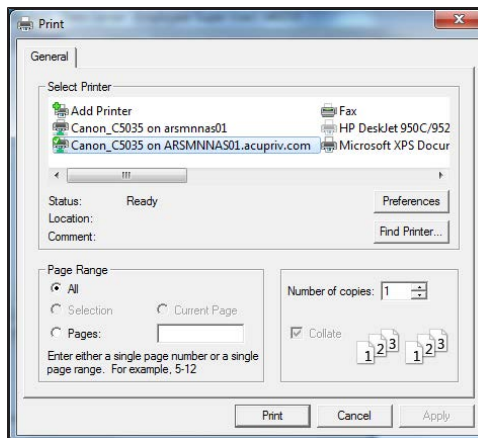 Print
General
Select Printer
Add Printer
Canon_C5035 on arsmnnas01
Canon_C5035 on ARSMNNAS01.acupriv.com
Fax
HP DeskJet 950C/952
Microsoft XPS Docur
Status: Ready
Location:
Comment:
Preferences
Find Printer...
Page Range
All
Selection
Current Page
Pages:
Enter either a single page number or a single
page range. For example, 5-12
Number of copies: 1
Collate
1 2 3 1 2 3
Print Cancel Apply